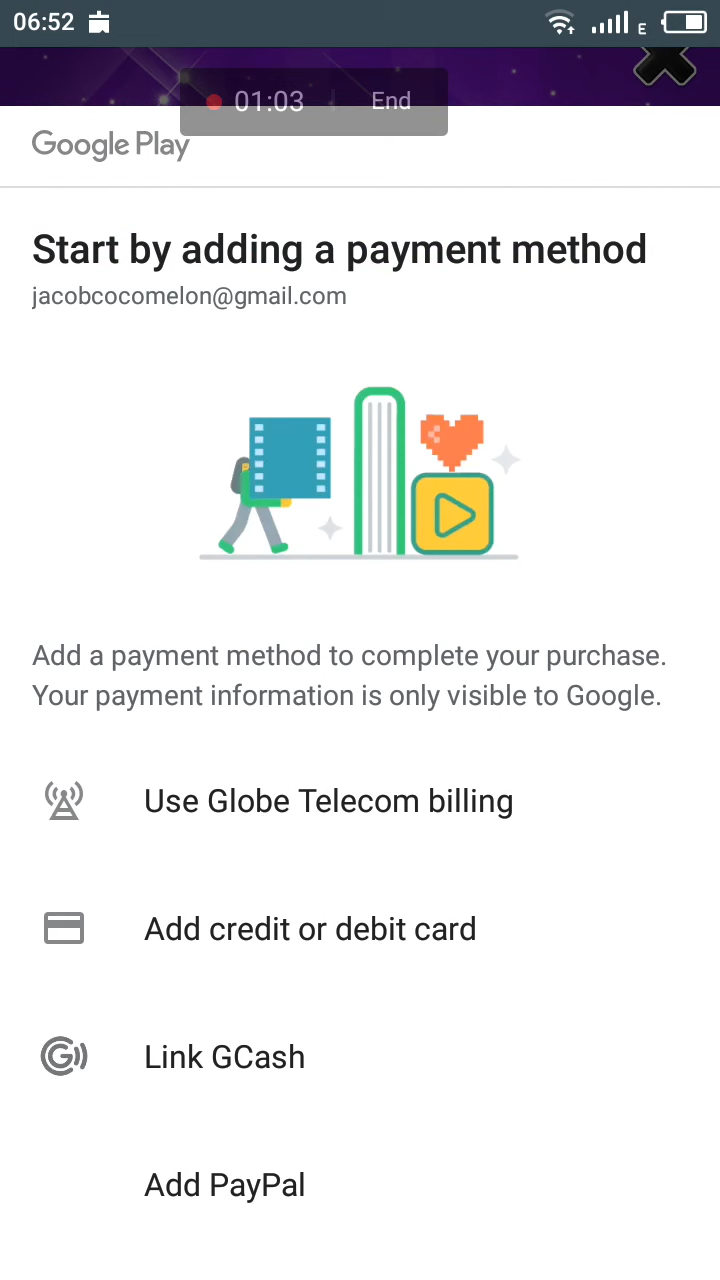 06:52
E
01:03 End
Google Play
Start by adding a payment method
jacobcocomelon@gmail.com
Add a payment method to complete your purchase.
Your payment information is only visible to Google.
Use Globe Telecom billing
Add credit or debit card
Link GCash
Add PayPal